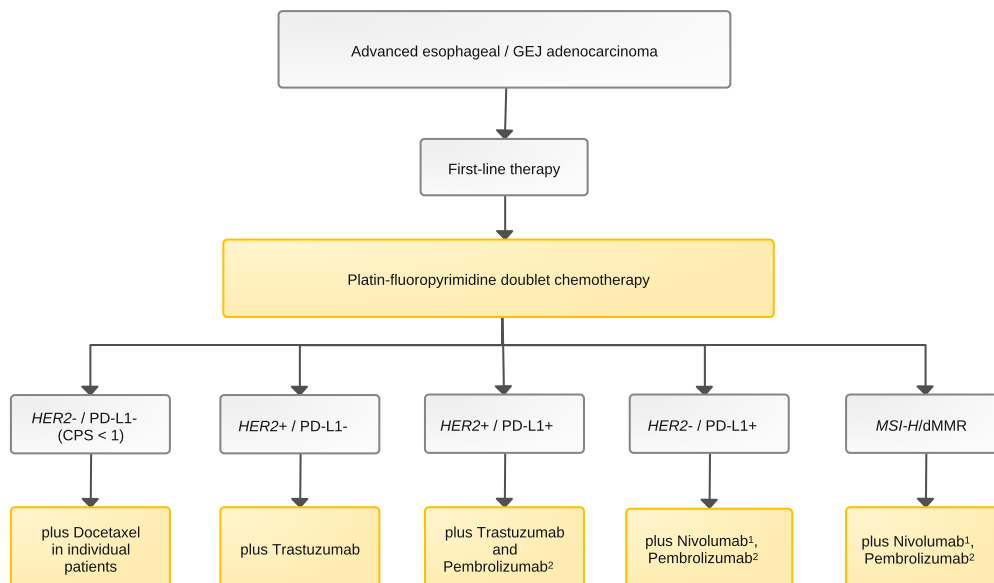 Advanced esophageal / GEJ adenocarcinoma
First-line therapy
Platin-fluoropyrimidine doublet chemotherapy
HER2- / PD-L1-
(CPS < 1)
HER2+ / PD-L1-
HER2+ / PD-L1+
HER2- / PD-L1+
MSI-H/dMMR
plus Docetaxel
in individual
patients
plus Trastuzumab
plus Trastuzumab
and
Pembrolizumab²
plus Nivolumab¹,
Pembrolizumab²
plus Nivolumab¹,
Pembrolizumab²